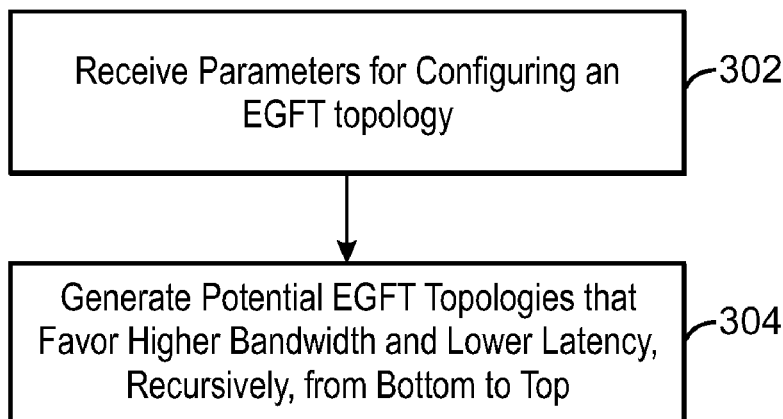 Receive Parameters for Configuring an
EGFT topology
302
Generate Potential EGFT Topologies that
Favor Higher Bandwidth and Lower Latency,
Recursively, from Bottom to Top
304